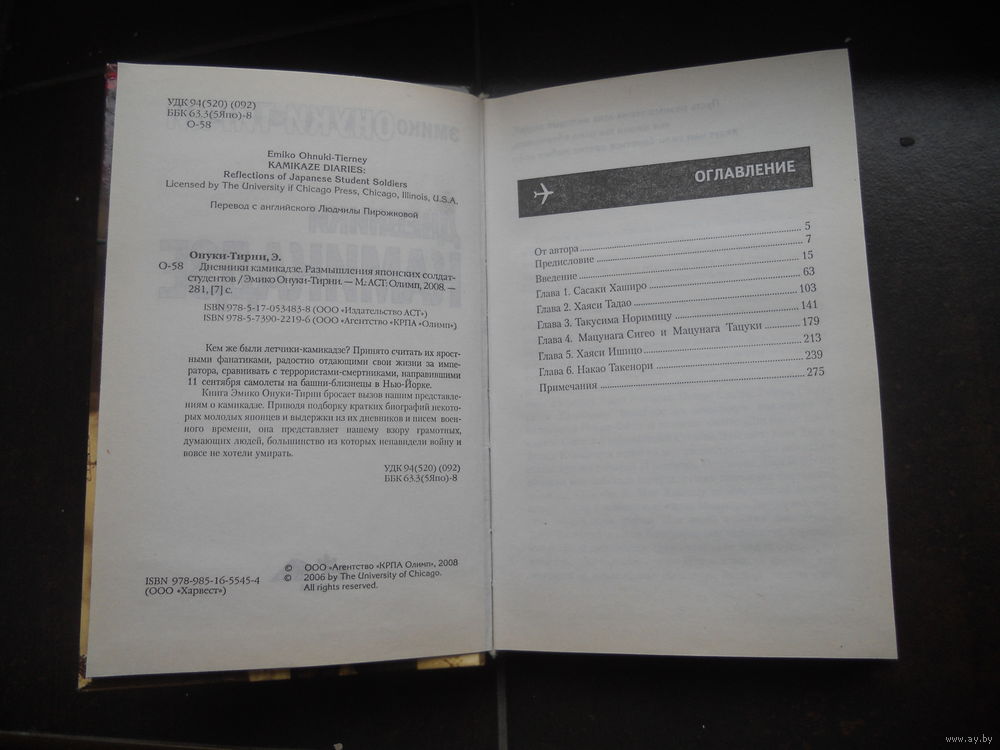 УДК 94(520) (092)
ББК 63.3(5Япо)-8
О-58
Emiko Ohnuki-Tierney
KAMIKAZE DIARIES:
Reflections of Japanese Student Soldiers
Licensed by The University if Chicago Press, Chicago, Illinois, U.S.A.
Перевод с английского Людмилы Пирожковой
Онуки-Тирни, Э.
О-58 Дневники камикадзе. Размышления японских солдат-
студентов / Эмико Онуки-Тирни. — М.: АСТ: Олимп, 2008. —
281, [7] с.
ISBN 978-5-17-053483-8 (ООО «Издательство АСТ»)
ISBN 978-5-7390-2219-6 (ООО «Агентство «КРПА «Олимп»)
Кем же были летчики-камикадзе? Принято считать их ярост-
ными фанатиками, радостно отдающими свои жизни за импе-
ратора, сравнивать с террористами-смертниками, направившими
11 сентября самолеты на башни-близнецы в Нью-Йорке.
Книга Эмико Онуки-Тирни бросает вызов нашим представле-
ниям о камикадзе. Приводя подборку кратких биографий некото-
рых молодых японцев и выдержки из их дневников и писем воен-
ного времени, она представляет нашему взору грамотных,
думающих людей, большинство из которых ненавидели войну и
вовсе не хотели умирать.
УДК 94(520) (092)
ББК 63.3(5Япо)-8
© ООО «Агентство «КРПА Олимп», 2008
© 2006 by The University of Chicago.
All rights reserved.
ISBN 978-985-16-5545-4
(ООО «Харвест»)
ОГЛАВЛЕНИЕ
От автора 5
Предисловие 7
Введение 15
Глава 1. Сасаки Хаширо 63
Глава 2. Хаяси Тадао 103
Глава 3. Такусима Норимицу 141
Глава 4. Мацунага Сигео и Мацунага Тацуки 179
Глава 5. Хаяси Ишицо 213
Глава 6. Накао Такенори 239
Примечания 275
www.ay.by